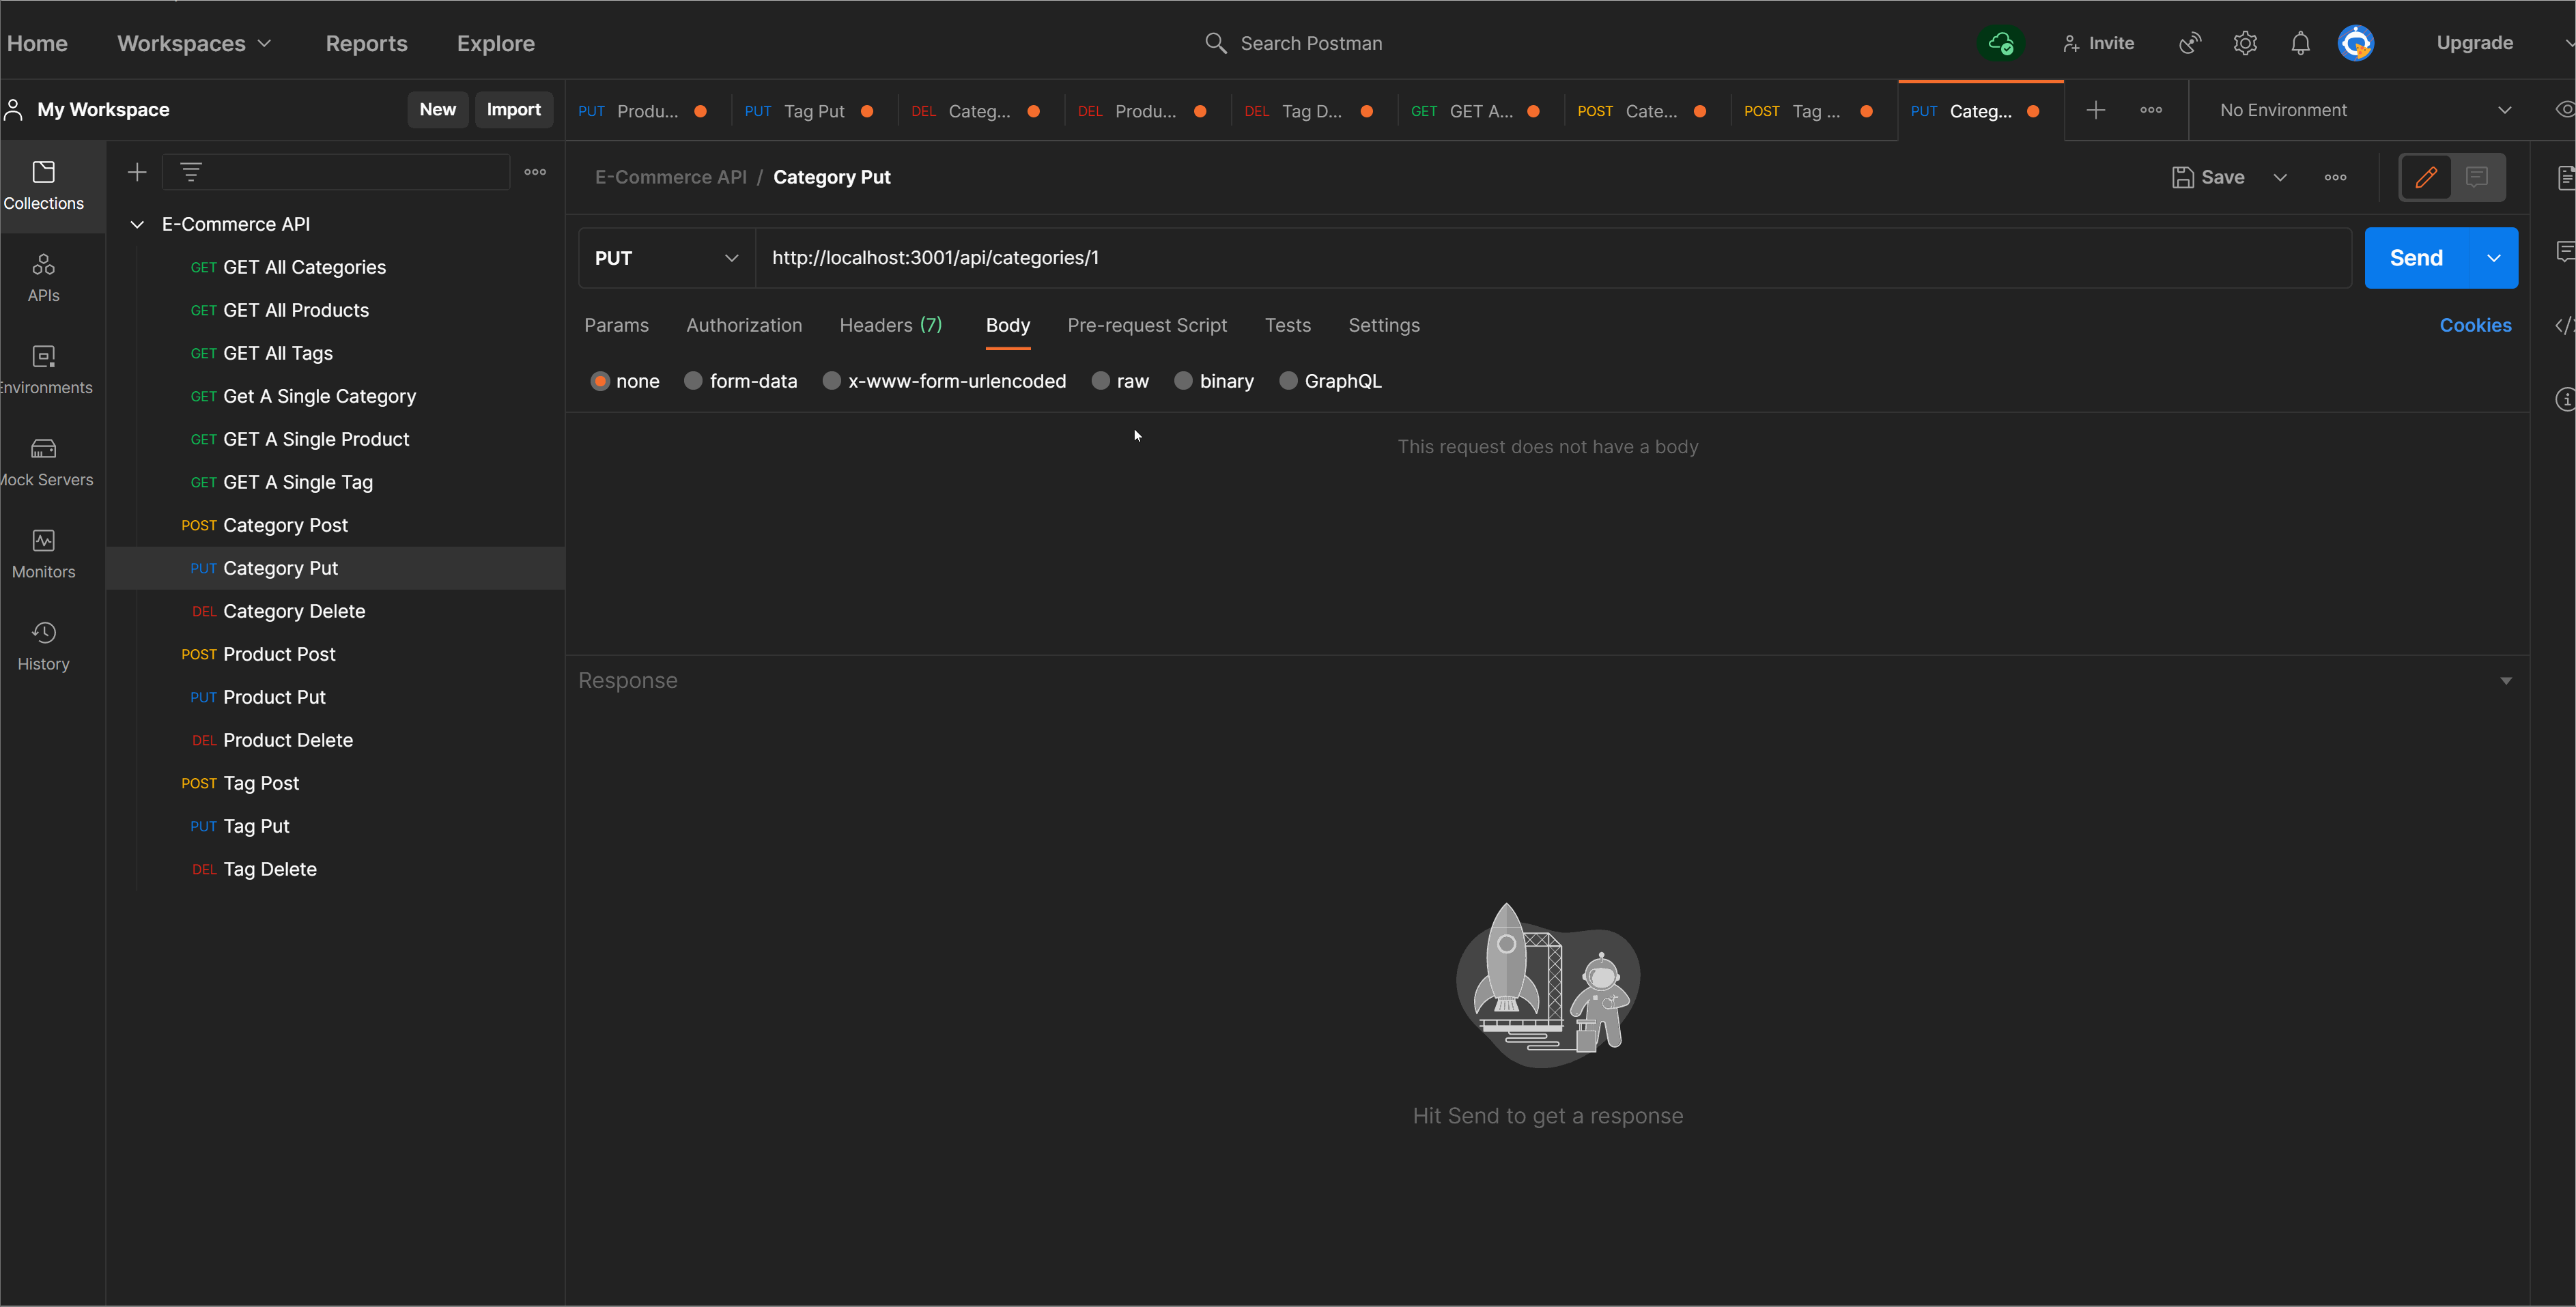 Home Workspaces Reports Explore Search Postman Invite Upgrade
My Workspace New Import PUT Produ... PUT Tag Put DEL Categ... DEL Produ... DEL Tag D... GET GET A... POST Cate... POST Tag ... PUT Categ... No Environment
Collections
APIs
Environments
Mock Servers
Monitors
History
E-Commerce API
GET GET All Categories
GET GET All Products
GET GET All Tags
GET Get A Single Category
GET GET A Single Product
GET GET A Single Tag
POST Category Post
PUT Category Put
DEL Category Delete
POST Product Post
PUT Product Put
DEL Product Delete
POST Tag Post
PUT Tag Put
DEL Tag Delete
E-Commerce API / Category Put Save
PUT http://localhost:3001/api/categories/1 Send
Params Authorization Headers (7) Body Pre-request Script Tests Settings Cookies
none form-data x-www-form-urlencoded raw binary GraphQL
This request does not have a body
Response
Hit Send to get a response